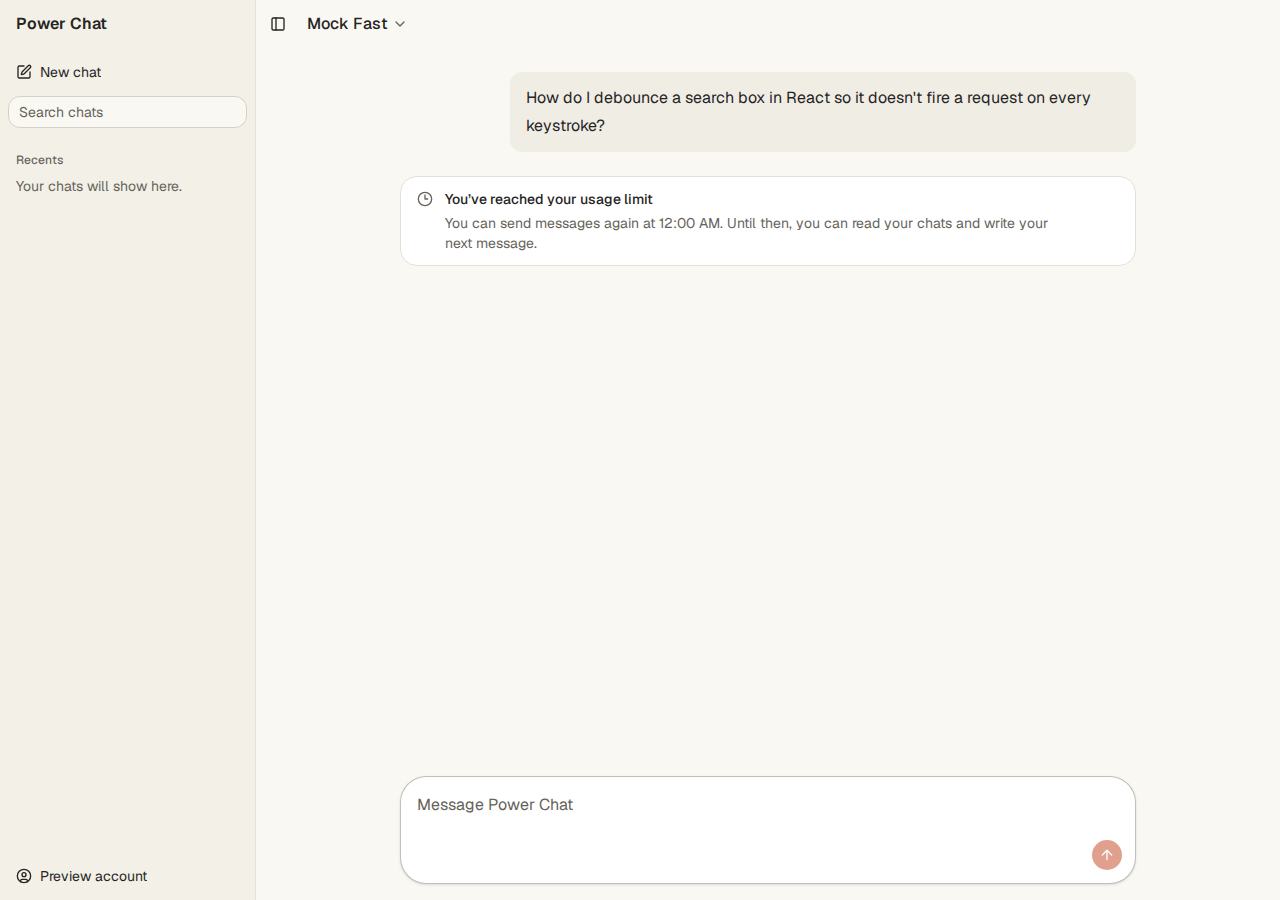 Power Chat
New chat
Search chats
Recents
Your chats will show here.
Preview account
Mock Fast
How do I debounce a search box in React so it doesn't fire a request on every
keystroke?
You’ve reached your usage limit
You can send messages again at 12:00 AM. Until then, you can read your chats and write your
next message.
Message Power Chat